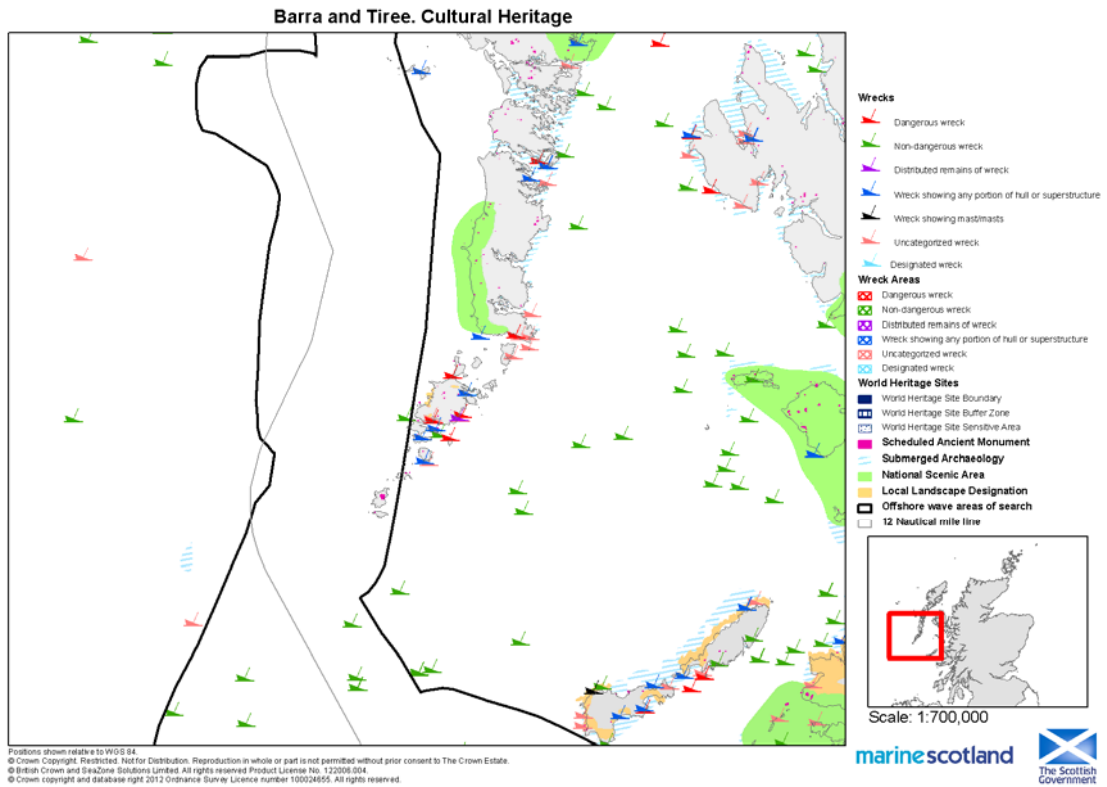 Barra and Tiree. Cultural Heritage
Wrecks
Dangerous wreck
Non-dangerous wreck
Distributed remains of wreck
Wreck showing any portion of hull or superstructure
Wreck showing mast/masts
Uncategorized wreck
Designated wreck
Wreck Areas
Dangerous wreck
Non-dangerous wreck
Distributed remains of wreck
Wreck showing any portion of hull or superstructure
Uncategorized wreck
Designated wreck
World Heritage Sites
World Heritage Site Boundary
World Heritage Site Buffer Zone
World Heritage Site Sensitive Area
Scheduled Ancient Monument
Submerged Archaeology
National Scenic Area
Local Landscape Designation
Offshore wave areas of search
12 Nautical mile line
Scale: 1:700,000
marinescotland
The Scottish
Government
Positions shown relative to WGS 84.
© Crown Copyright. Restricted. Not for Distribution. Reproduction in whole or part is not permitted without prior consent to The Crown Estate.
© British Crown and SeaZone Solutions Limited. All rights reserved Product License No. 122006.004.
© Crown copyright and database right 2012 Ordnance Survey Licence number 100024655. All rights reserved.